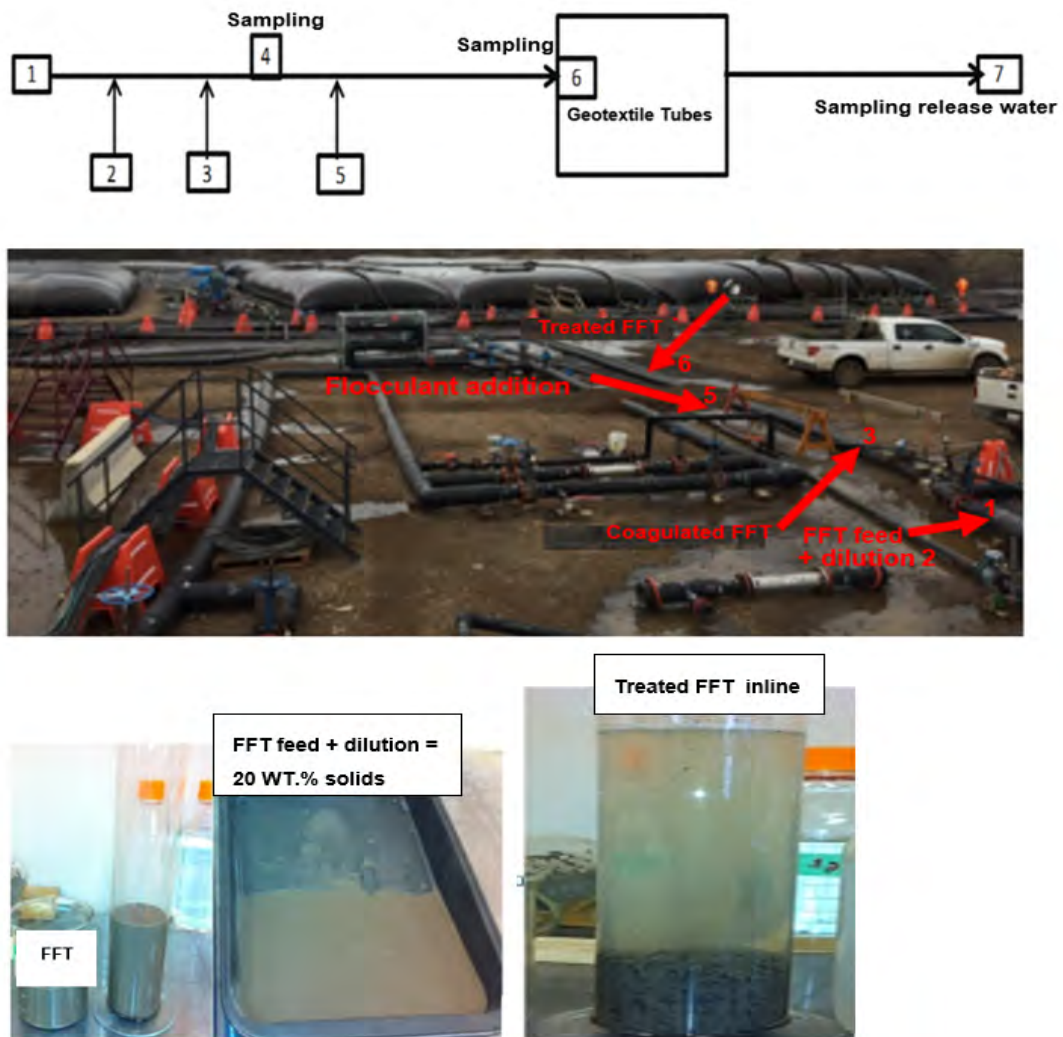 Sampling
4
Sampling
1
6
7
Geotextile Tubes
Sampling release water
2
3
5
Treated FFT
6
Flocculant addition
5
3
1
Coagulated FFT
FFT feed
+ dilution 2
Treated FFT inline
FFT feed + dilution =
20 WT.% solids
FFT